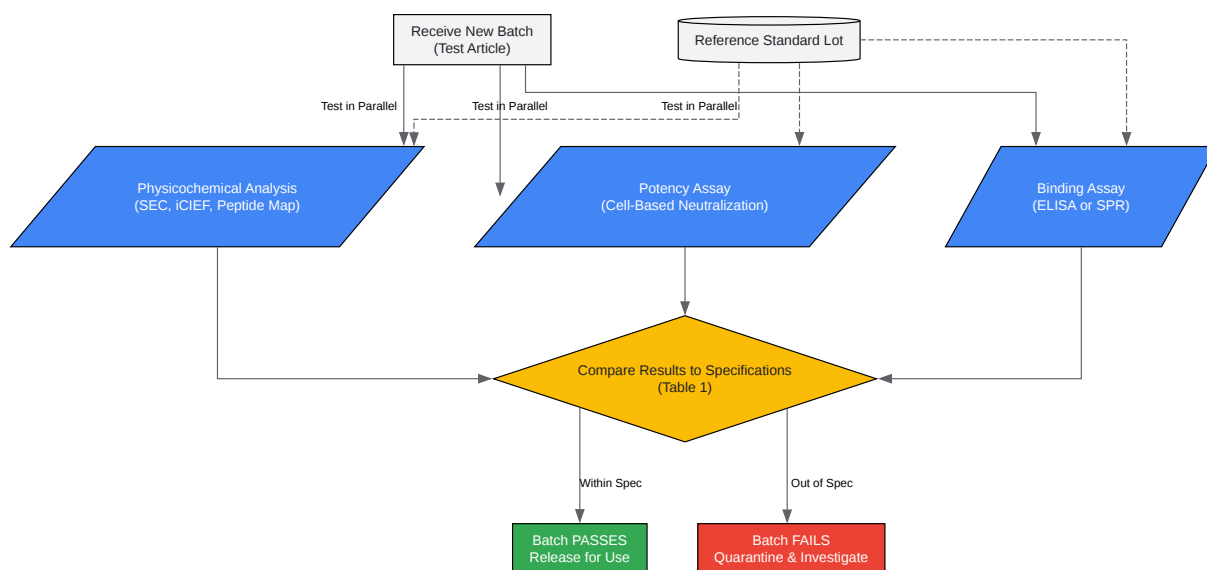 Receive New Batch
(Test Article)
Reference Standard Lot
Test in Parallel
Test in Parallel
Test in Parallel
Physicochemical Analysis
(SEC, iCIEF, Peptide Map)
Potency Assay
(Cell-Based Neutralization)
Binding Assay
(ELISA or SPR)
Compare Results to Specifications
(Table 1)
Within Spec
Out of Spec
Batch PASSES
Release for Use
Batch FAILS
Quarantine & Investigate